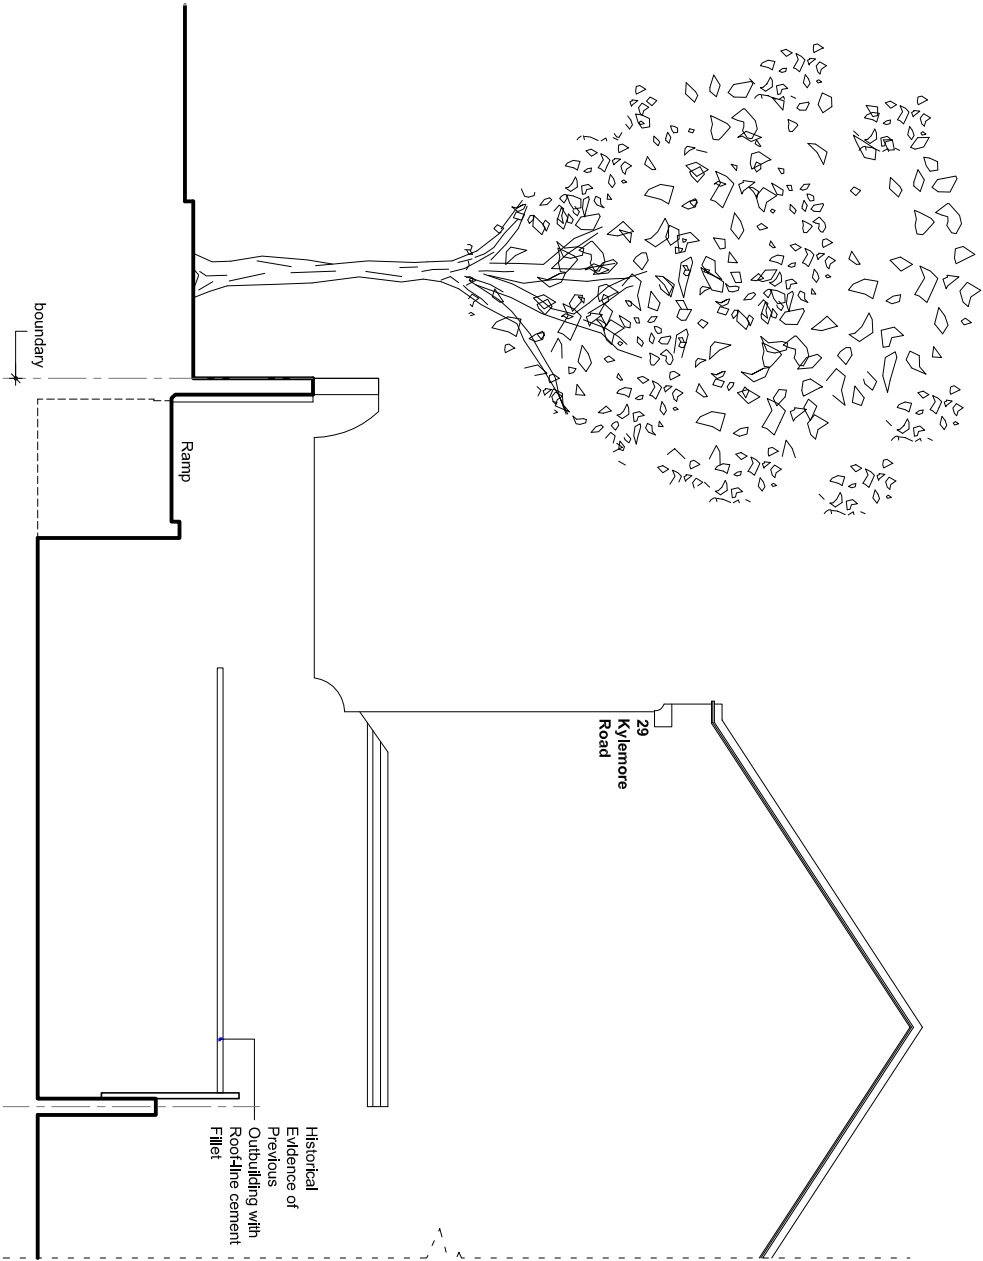 boundary
Ramp
29
Kylemore
Road
Historical
Evidence of
Previous
Outbuilding with
Roof-line cement
Fillet